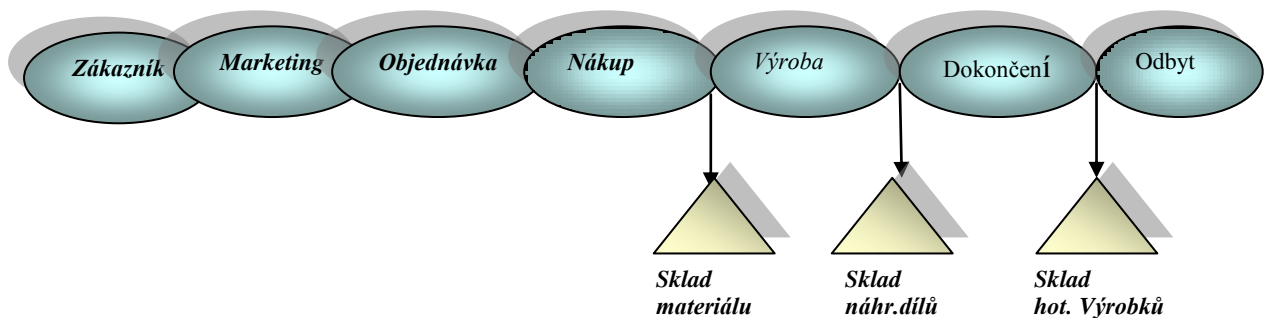 Zákazník
Marketing
Objednávka
Nákup
Výroba
Dokončení
Odbyt
Sklad
materiálu
Sklad
náhr.dílů
Sklad
hot. Výrobků